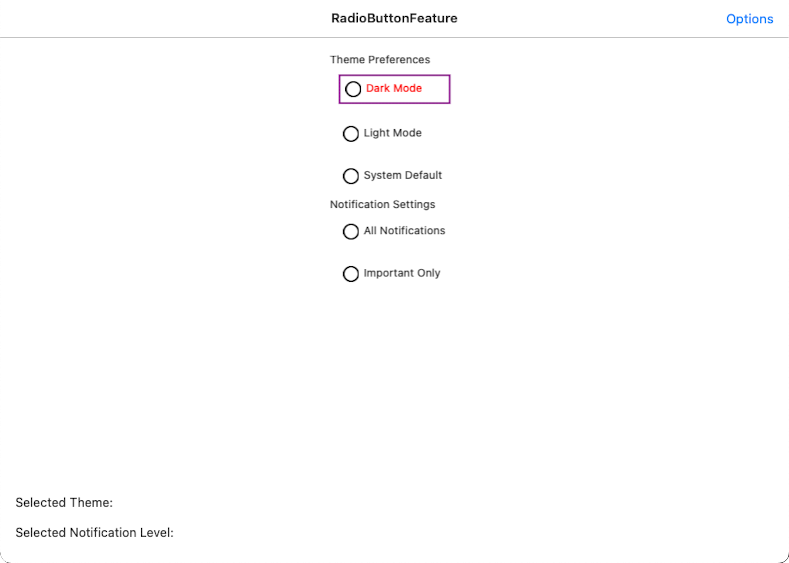 RadioButtonFeature
Options
Theme Preferences
Dark Mode
Light Mode
System Default
Notification Settings
All Notifications
Important Only
Selected Theme:
Selected Notification Level: